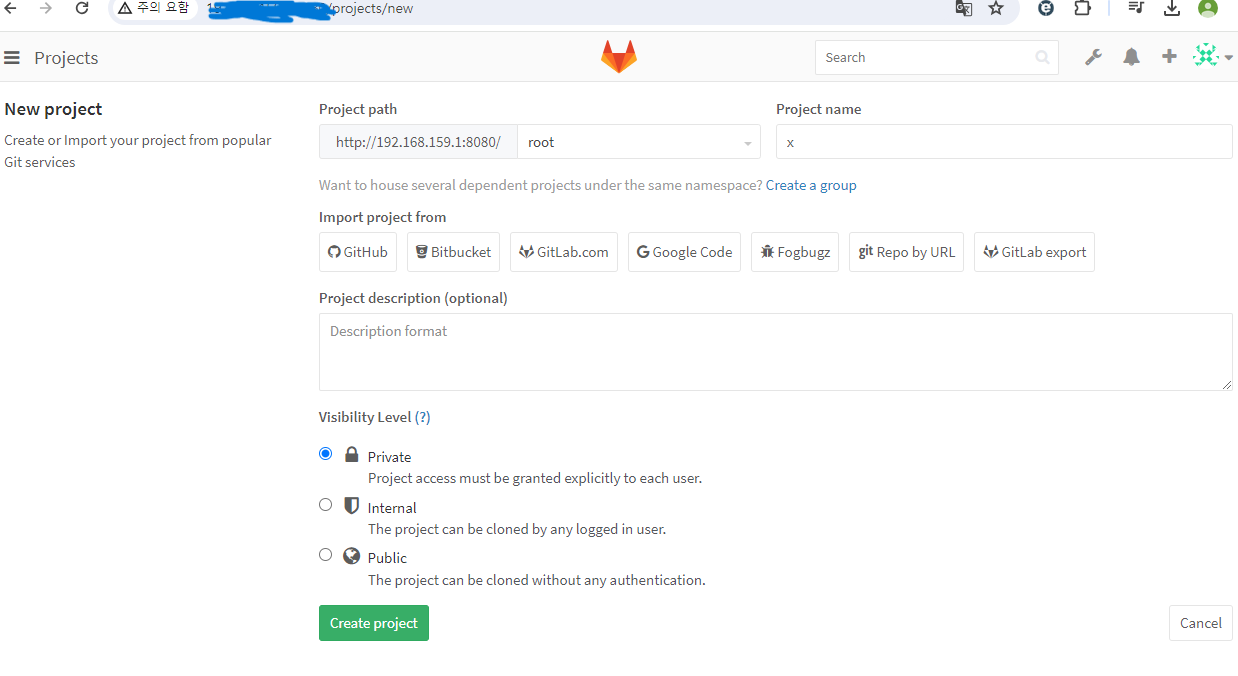 주의 요함
/projects/new
Projects
Search
New project
Create or Import your project from popular
Git services
Project path
Project name
http://192.168.159.1:8080/
root
x
Want to house several dependent projects under the same namespace? Create a group
Import project from
GitHub
Bitbucket
GitLab.com
Google Code
Fogbugz
git Repo by URL
GitLab export
Project description (optional)
Description format
Visibility Level (?)
Private
Project access must be granted explicitly to each user.
Internal
The project can be cloned by any logged in user.
Public
The project can be cloned without any authentication.
Create project
Cancel